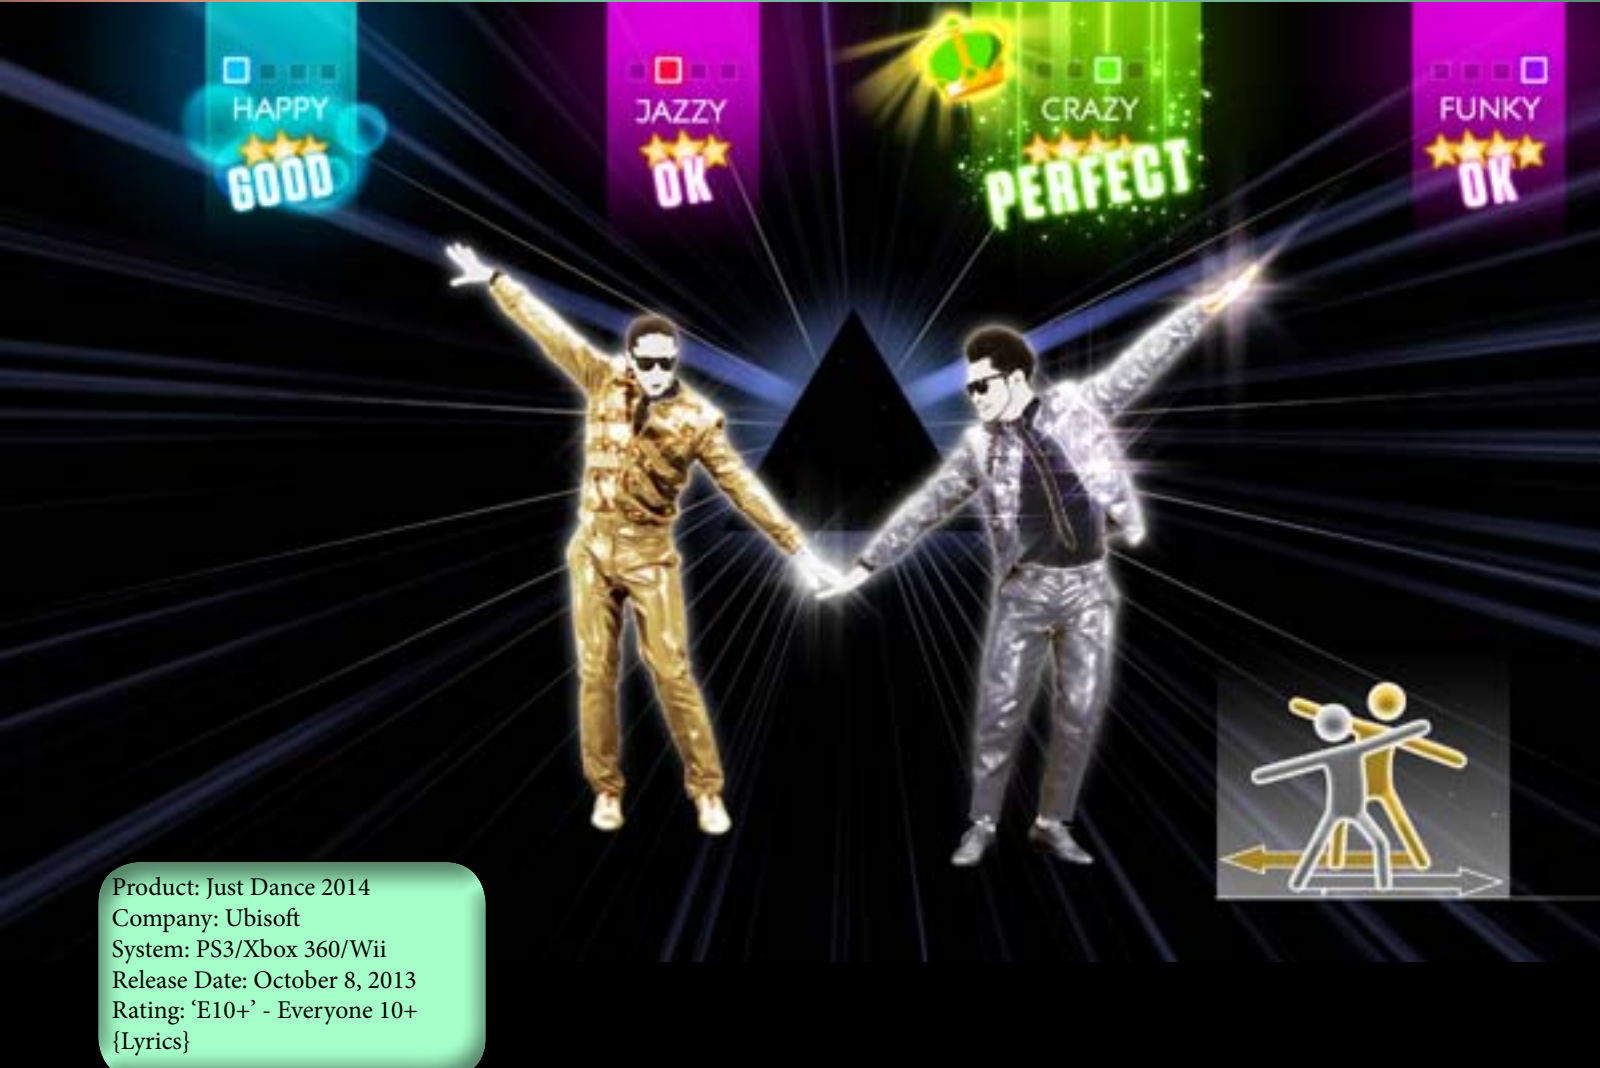 HAPPY
GOOD
JAZZY
OK
CRAZY
PERFECT
FUNKY
OK
Product: Just Dance 2014
Company: Ubisoft
System: PS3/Xbox 360/Wii
Release Date: October 8, 2013
Rating: ‘E10+’ - Everyone 10+
{Lyrics}